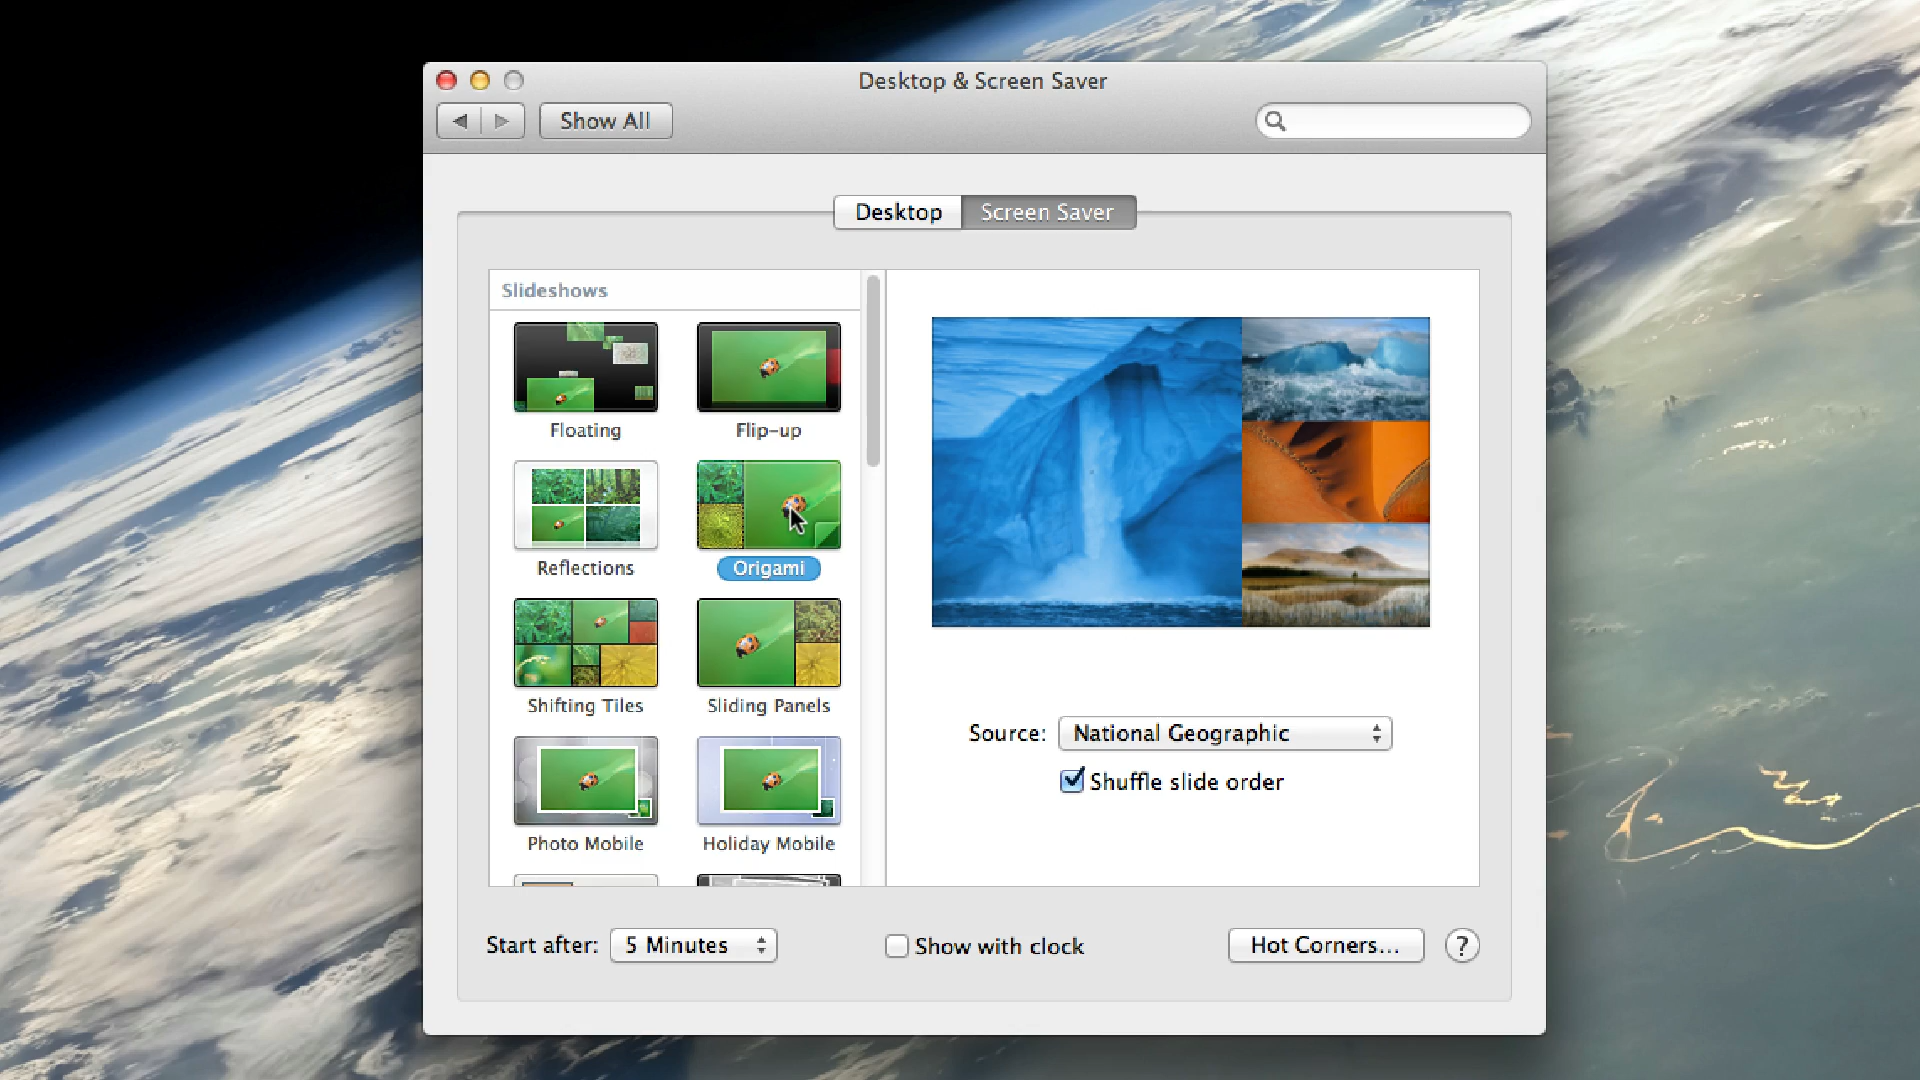 Desktop & Screen Saver
Show All
Desktop
Screen Saver
Slideshows
Floating
Flip-up
Reflections
Origami
Shifting Tiles
Sliding Panels
Photo Mobile
Holiday Mobile
Source: National Geographic
Shuffle slide order
Start after: 5 Minutes
Show with clock
Hot Corners...
?